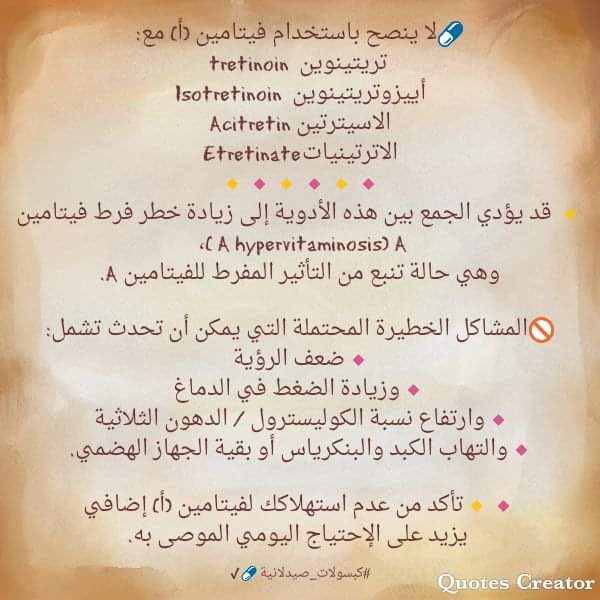 💊لا ينصح باستخدام فيتامين (أ) مع:
تريتينوين tretinoin
أييزوتريتينوين Isotretinoin
الاسيترتين Acitretin
الاترتينياتEtretinate
🔸 قد يؤدي الجمع بين هذه الأدوية إلى زيادة خطر فرط فيتامين
A (A hypervitaminosis )،
وهي حالة تنبع من التأثير المفرط للفيتامين A.
🚫المشاكل الخطيرة المحتملة التي يمكن أن تحدث تشمل:
ضعف الرؤية
وزيادة الضغط في الدماغ
وارتفاع نسبة الكوليسترول / الدهون الثلاثية
والتهاب الكبد والبنكرياس أو بقية الجهاز الهضمي.
تأكد من عدم استهلاكك لفيتامين (أ) إضافي
يزيد على الإحتياج اليومي الموصى به.
#كبسولات_صيدلانية 💊✓
Quotes Creator